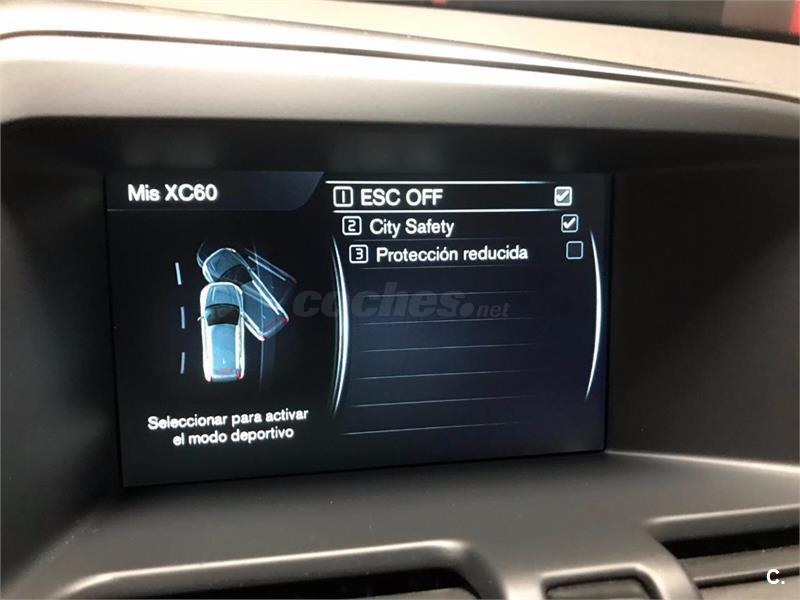 Mis XC60
1 ESC OFF
2 City Safety
3 Protección reducida
coches.net
Seleccionar para activar
el modo deportivo
C.